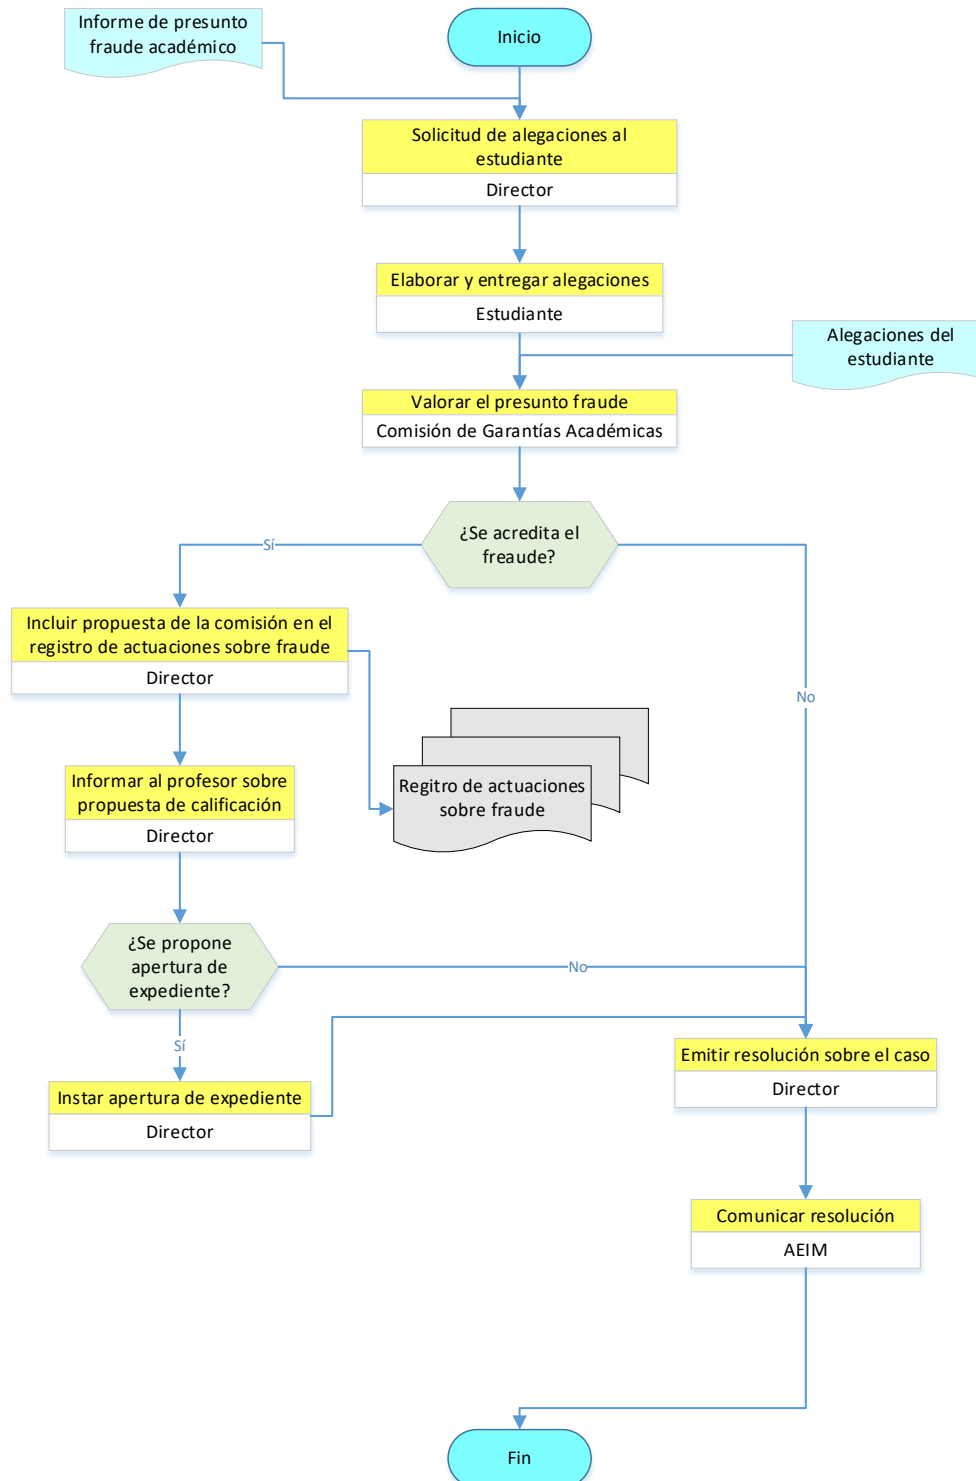 Informe de presunto
fraude académico
Inicio
Solicitud de alegaciones al
estudiante
Director
Elaborar y entregar alegaciones
Estudiante
Alegaciones del
estudiante
Valorar el presunto fraude
Comisión de Garantías Académicas
¿Se acredita el
freaude?
Sí
No
Incluir propuesta de la comisión en el
registro de actuaciones sobre fraude
Director
Regitro de actuaciones
sobre fraude
Informar al profesor sobre
propuesta de calificación
Director
¿Se propone
apertura de
expediente?
No
Sí
Instar apertura de expediente
Director
Emitir resolución sobre el caso
Director
Comunicar resolución
AEIM
Fin